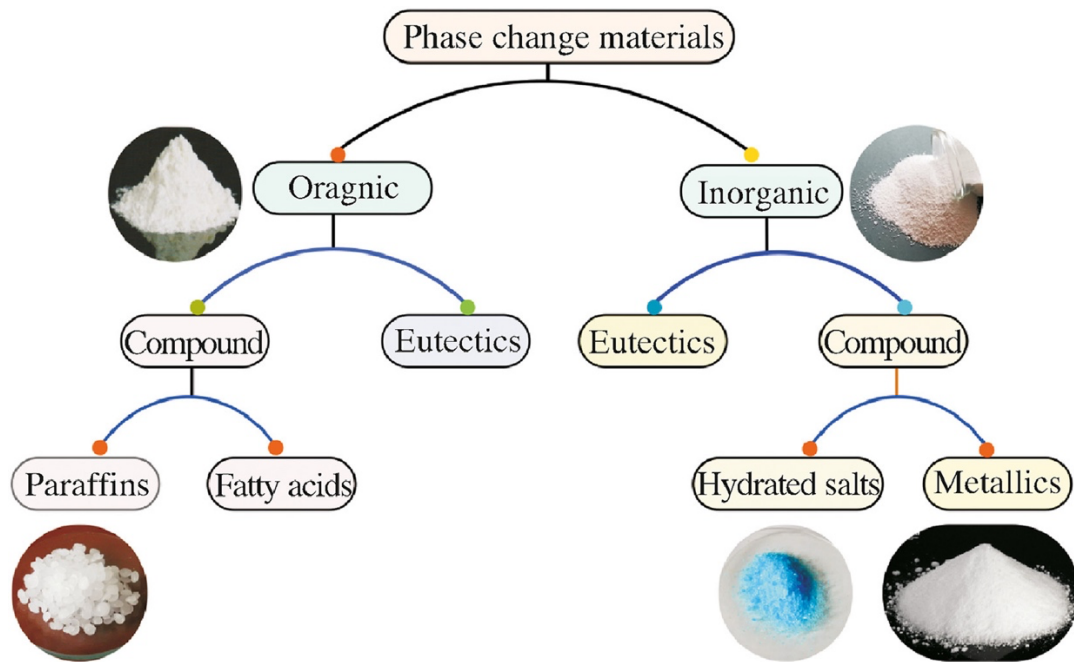 Phase change materials
Oragnic
Inorganic
Compound
Eutectics
Eutectics
Compound
Paraffins
Fatty acids
Hydrated salts
Metallics